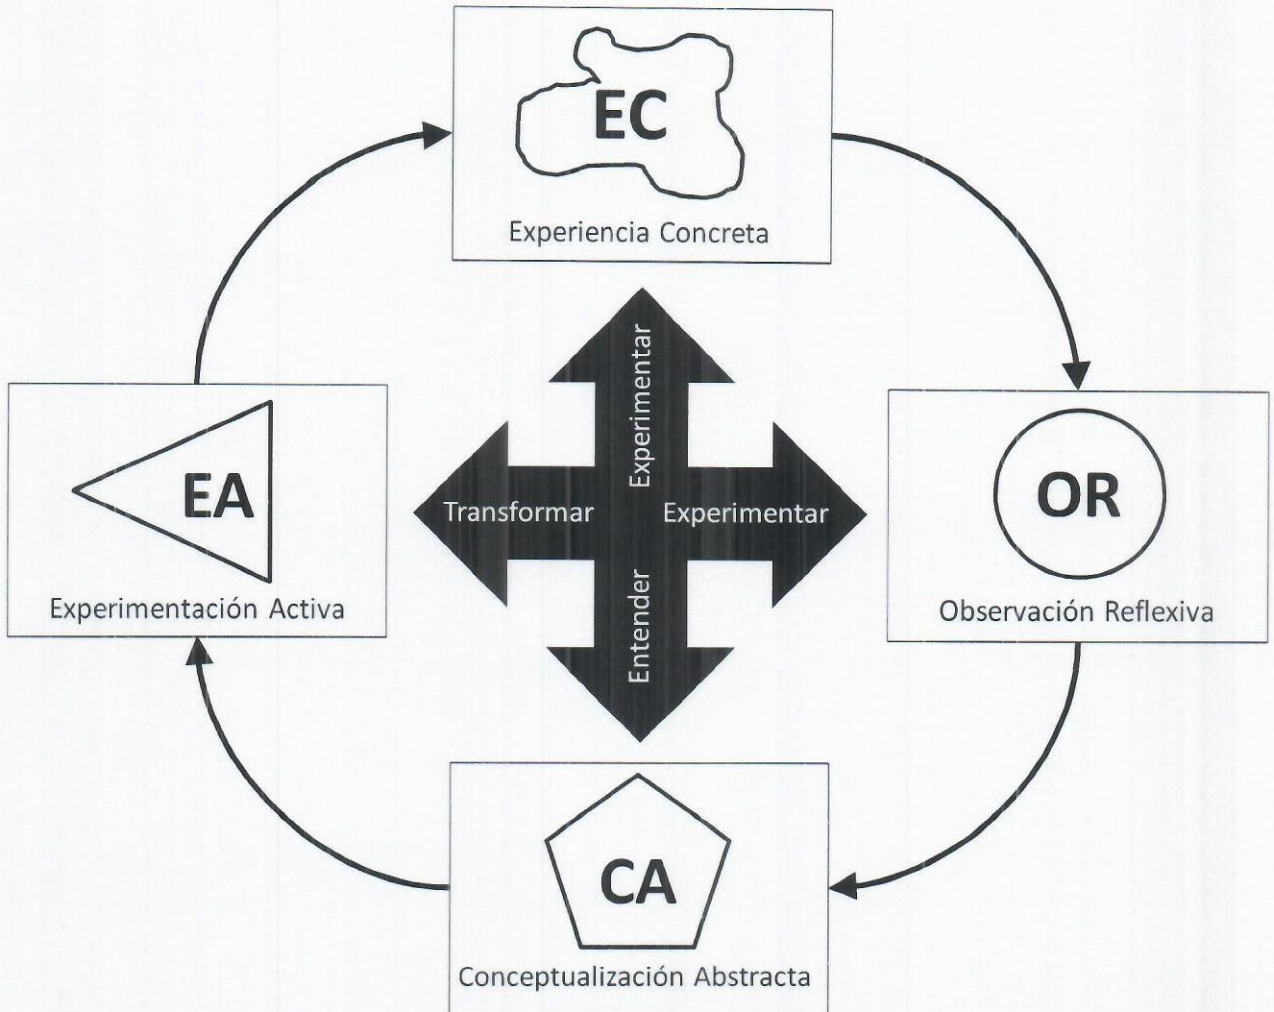 EC
Experiencia Concreta
Experimentar
EA
Experimentación Activa
Transformar
Experimentar
OR
Observación Reflexiva
Entender
CA
Conceptualización Abstracta